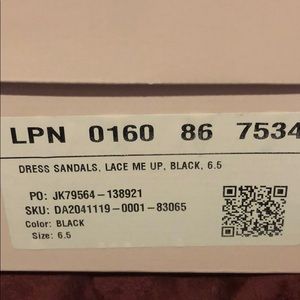 LPN 0160 86 7534
DRESS SANDALS, LACE ME UP, BLACK, 6.5
PO: JK79564-138921
SKU: DA2041119-0001-83065
Color: BLACK
Size: 6.5